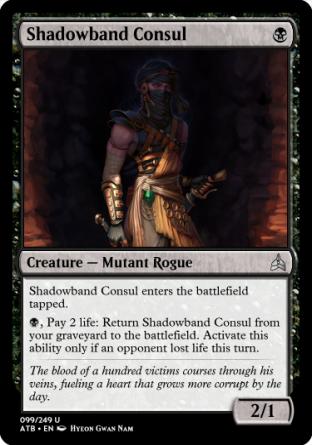 Shadowband Consul
Creature — Mutant Rogue
Shadowband Consul enters the battlefield
tapped.
, Pay 2 life: Return Shadowband Consul from
your graveyard to the battlefield. Activate this
ability only if an opponent lost life this turn.
The blood of a hundred victims courses through his
veins, fueling a heart that grows more corrupt by the
day.
2/1
099/249 U
ATB • EN Hyeon Gwan Nam